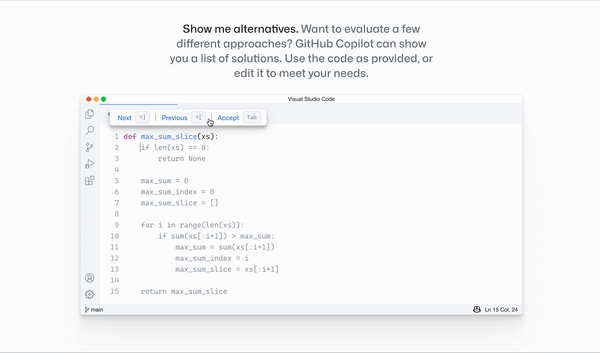 Show me alternatives. Want to evaluate a few
different approaches? GitHub Copilot can show
you a list of solutions. Use the code as provided, or
edit it to meet your needs.
Visual Studio Code
Next ⌥] Previous ⌥[ Accept Tab
1 def max_sum_slice(xs):
2 if len(xs) == 0:
3 return None
4
5 max_sum = 0
6 max_sum_index = 0
7 max_sum_slice = []
8
9 for i in range(len(xs)):
10 if sum(xs[:i+1]) > max_sum:
11 max_sum = sum(xs[:i+1])
12 max_sum_index = i
13 max_sum_slice = xs[:i+1]
14
15 return max_sum_slice
main Ln 15 Col, 24